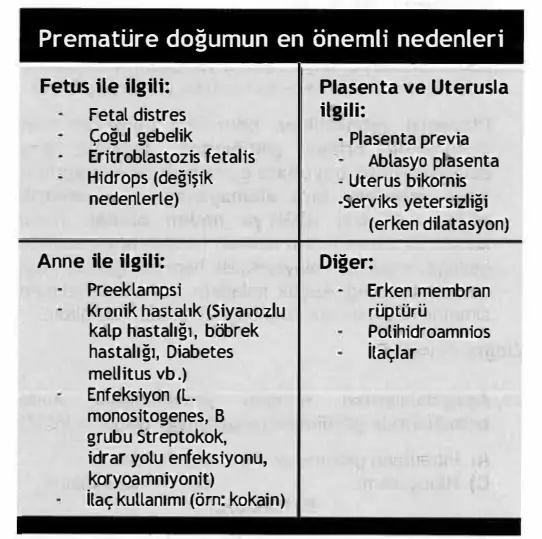 Prematüre doğumun en önemli nedenleri
Fetus ile ilgili:
- Fetal distres
- Çoğul gebelik
- Eritroblastozis fetalis
- Hidrops (değişik
nedenlerle)
Plasenta ve Uterusla
ilgili:
- Plasenta previa
- Ablasyo plasenta
- Uterus bikornis
-Serviks yetersizliği
(erken dilatasyon)
Anne ile ilgili:
- Preeklampsi
- Kronik hastalık (Siyanozlu
kalp hastalığı, böbrek
hastalığı, Diabetes
mellitus vb.)
- Enfeksiyon (L.
monositogenes, B
grubu Streptokok,
idrar yolu enfeksiyonu,
koryoamniyonit)
- İlaç kullanımı (örn: kokain)
Diğer:
- Erken membran
rüptürü
- Polihidroamnios
- İlaçlar